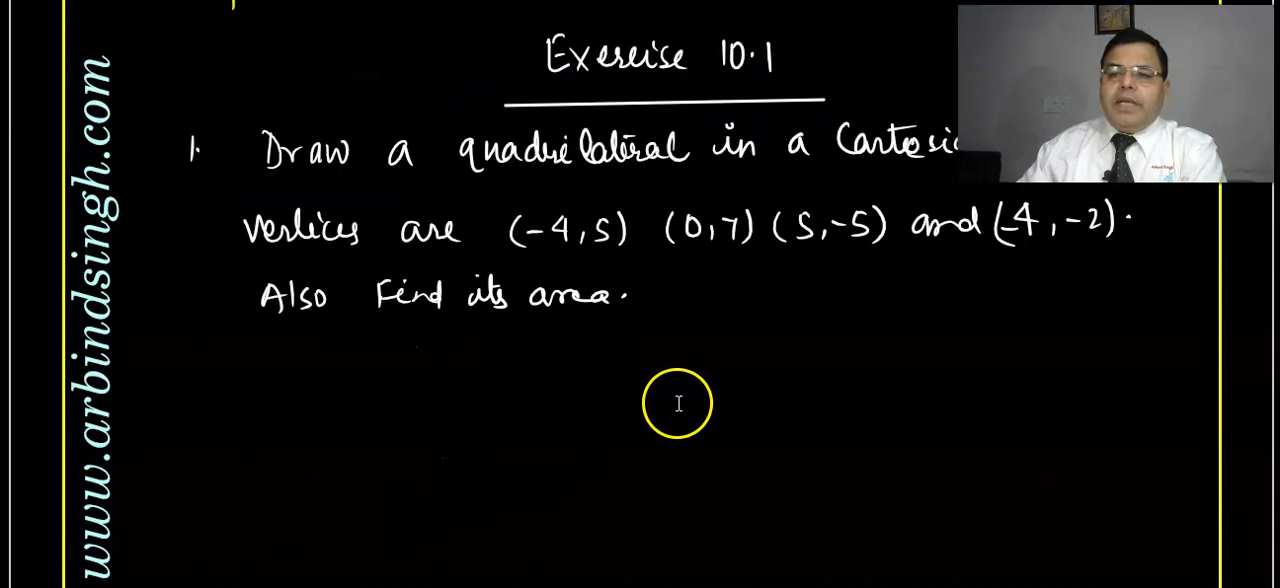 Exercise 10.1
1. Draw a quadrilateral in a Cartesi
vertices are (-4,5) (0,7) (5,-5) and (-4,-2).
Also Find its area.
www.arbindsingh.com